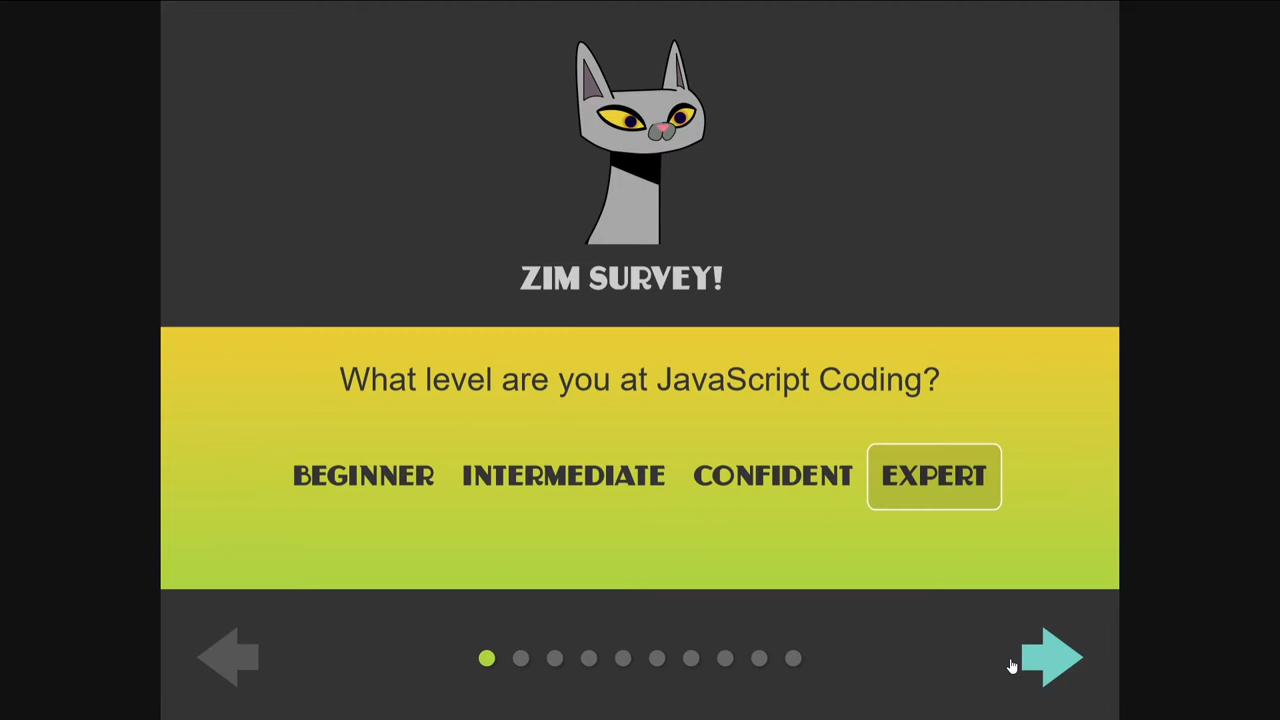 ZIM SURVEY!
What level are you at JavaScript Coding?
BEGINNER INTERMEDIATE CONFIDENT EXPERT